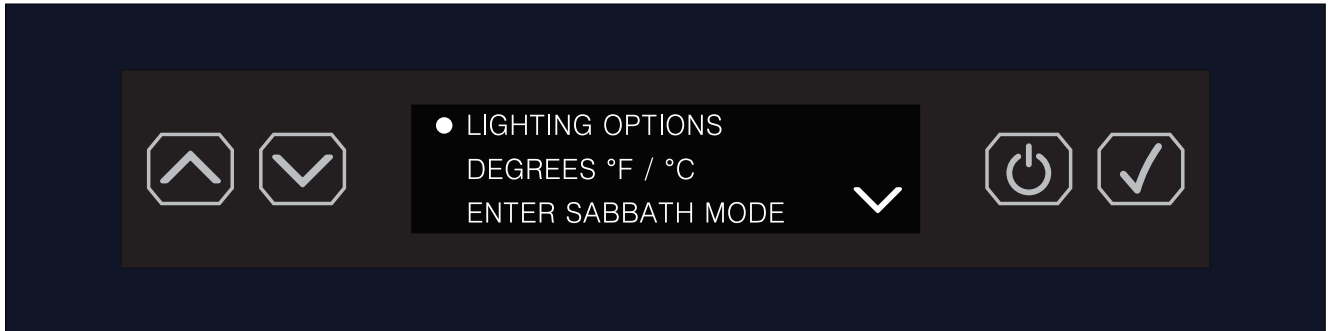 LIGHTING OPTIONS
DEGREES °F / °C
ENTER SABBATH MODE